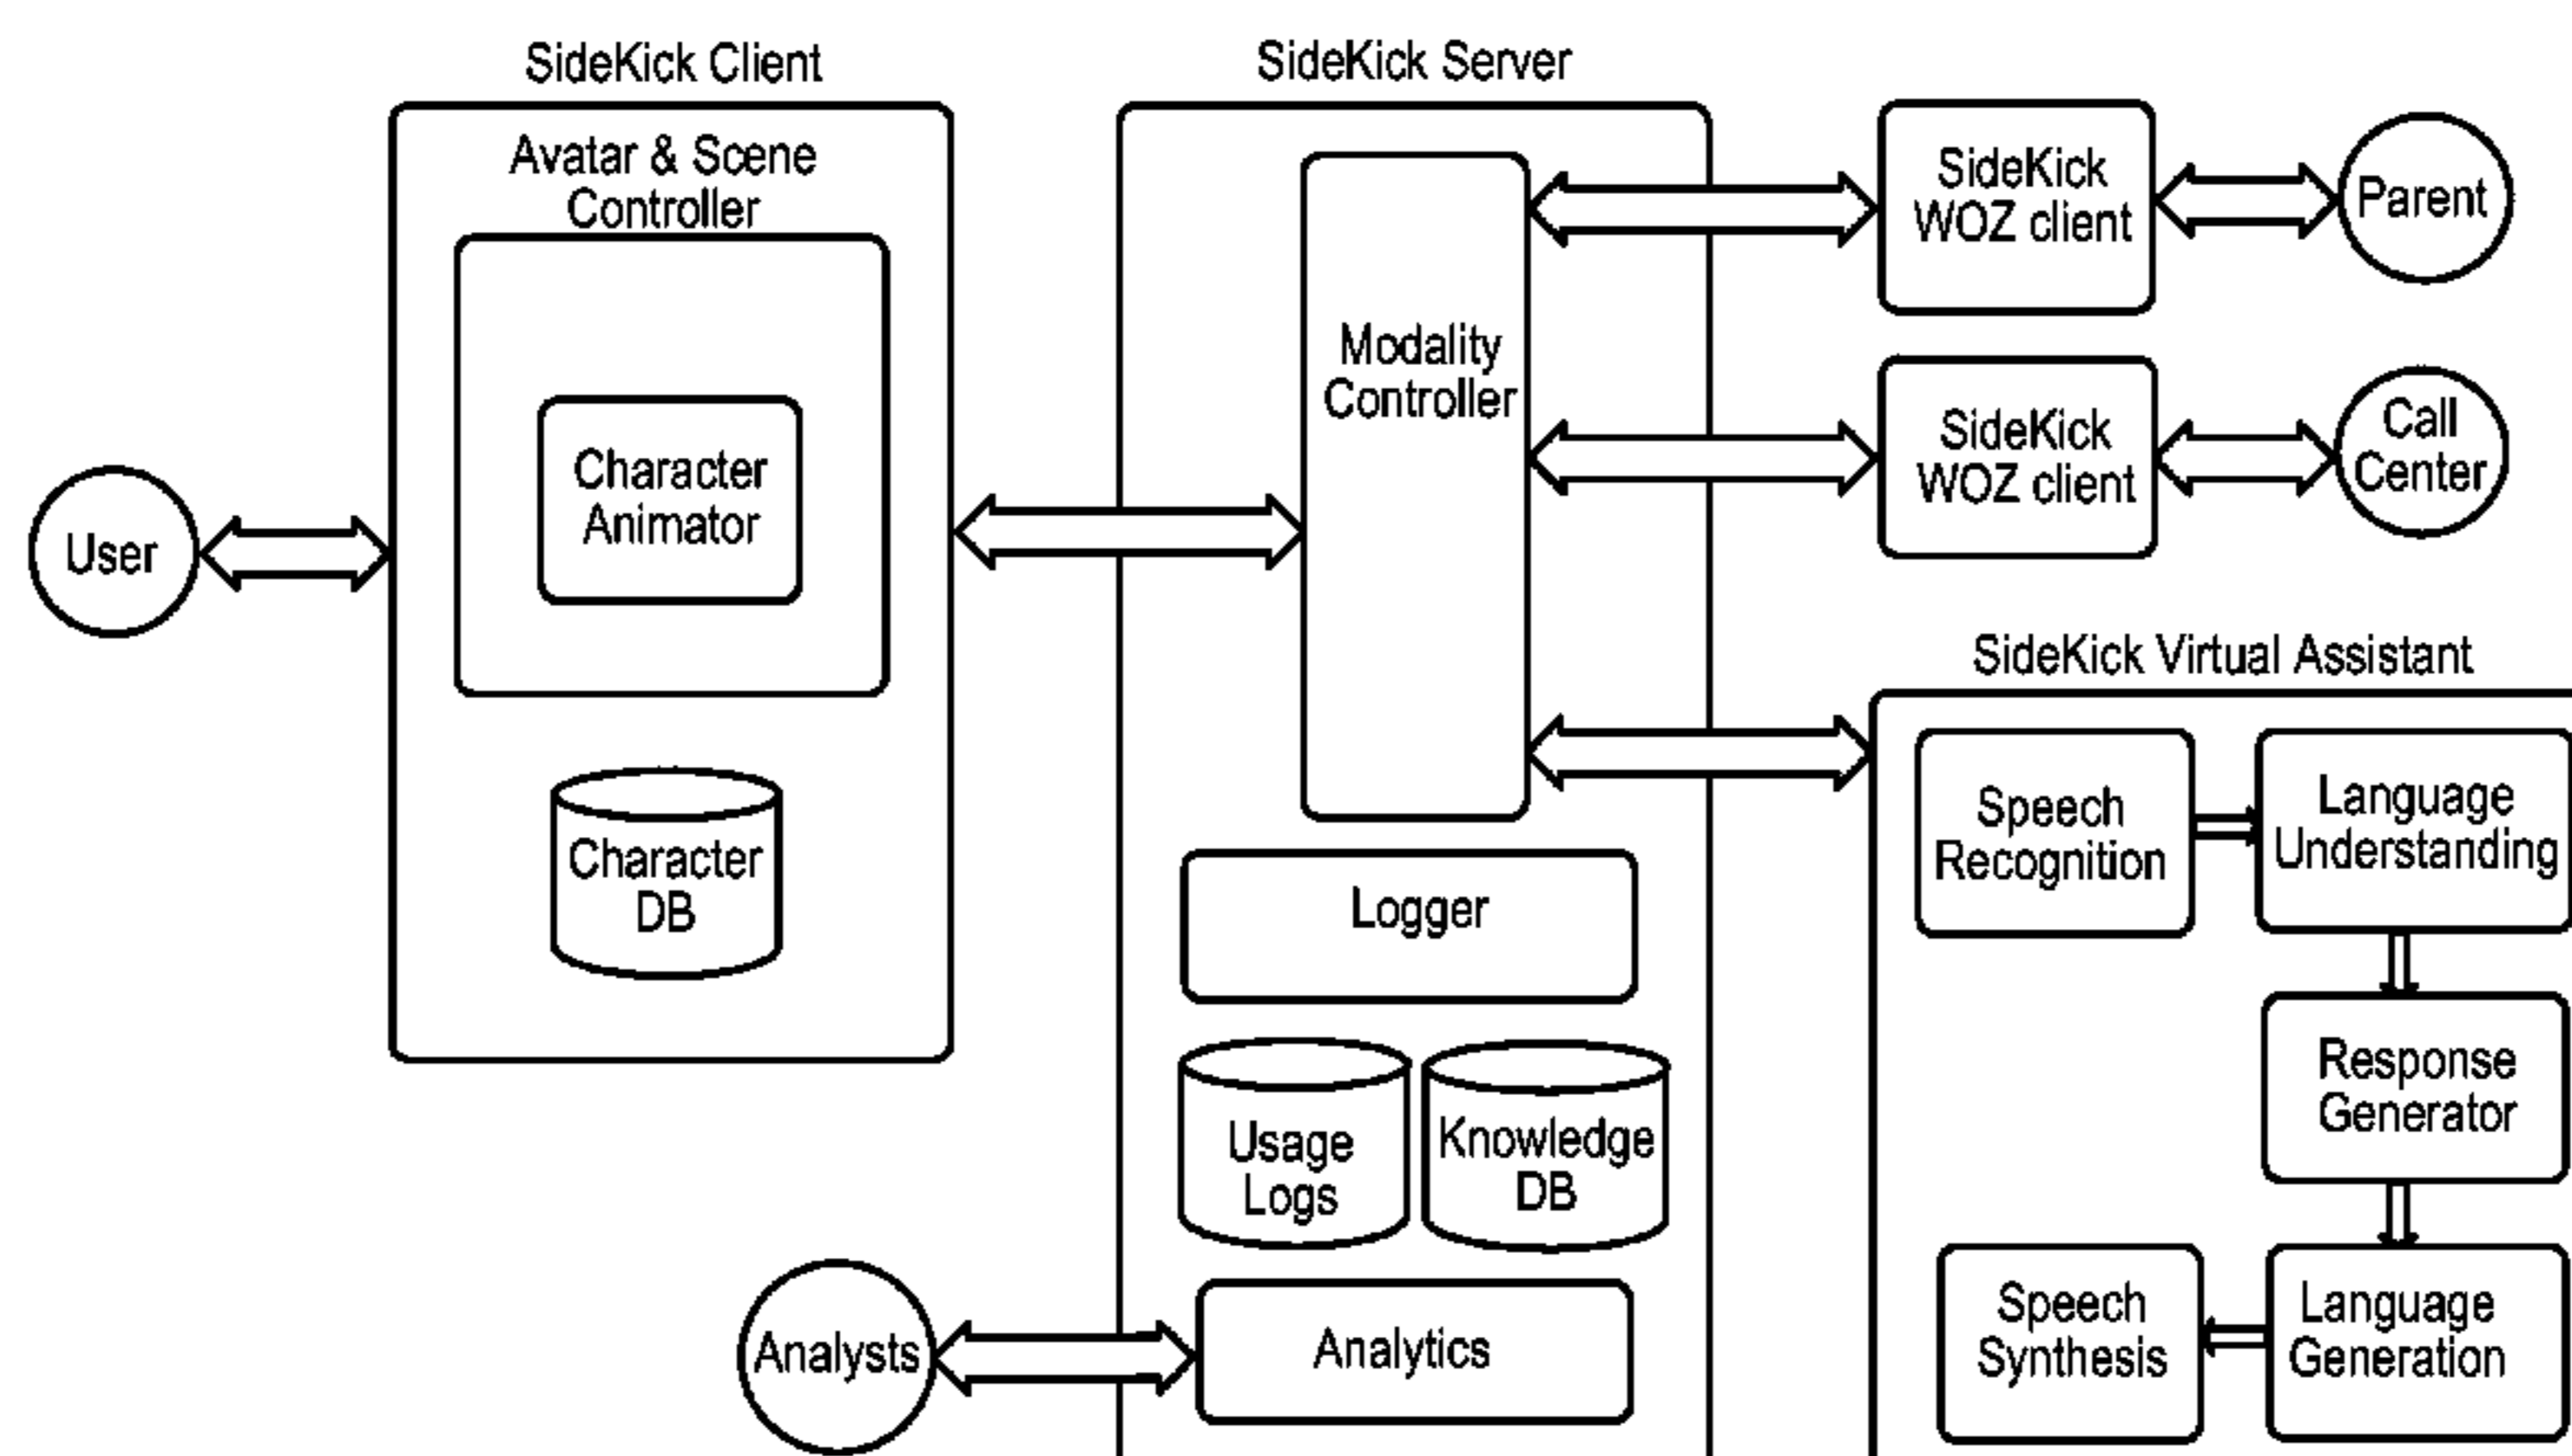 SideKick Client
SideKick Server
Avatar & Scene
Controller
Character
Animator
User
Character
DB
Modality
Controller
Logger
Usage
Logs
Knowledge
DB
Analysts
Analytics
SideKick
WOZ client
Parent
SideKick
WOZ client
Call
Center
SideKick Virtual Assistant
Speech
Recognition
Language
Understanding
Response
Generator
Speech
Synthesis
Language
Generation